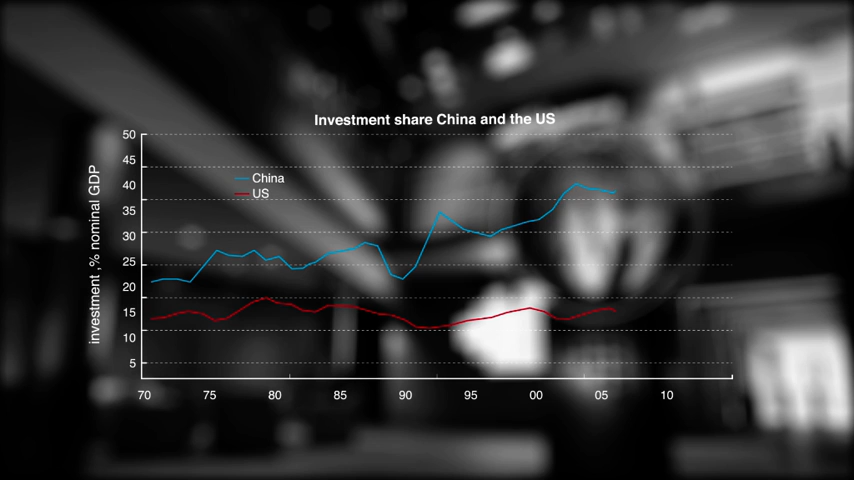 Investment share China and the US
investment ,% nominal GDP
50
45
40
35
30
25
20
15
10
5
China
US
70 75 80 85 90 95 00 05 10